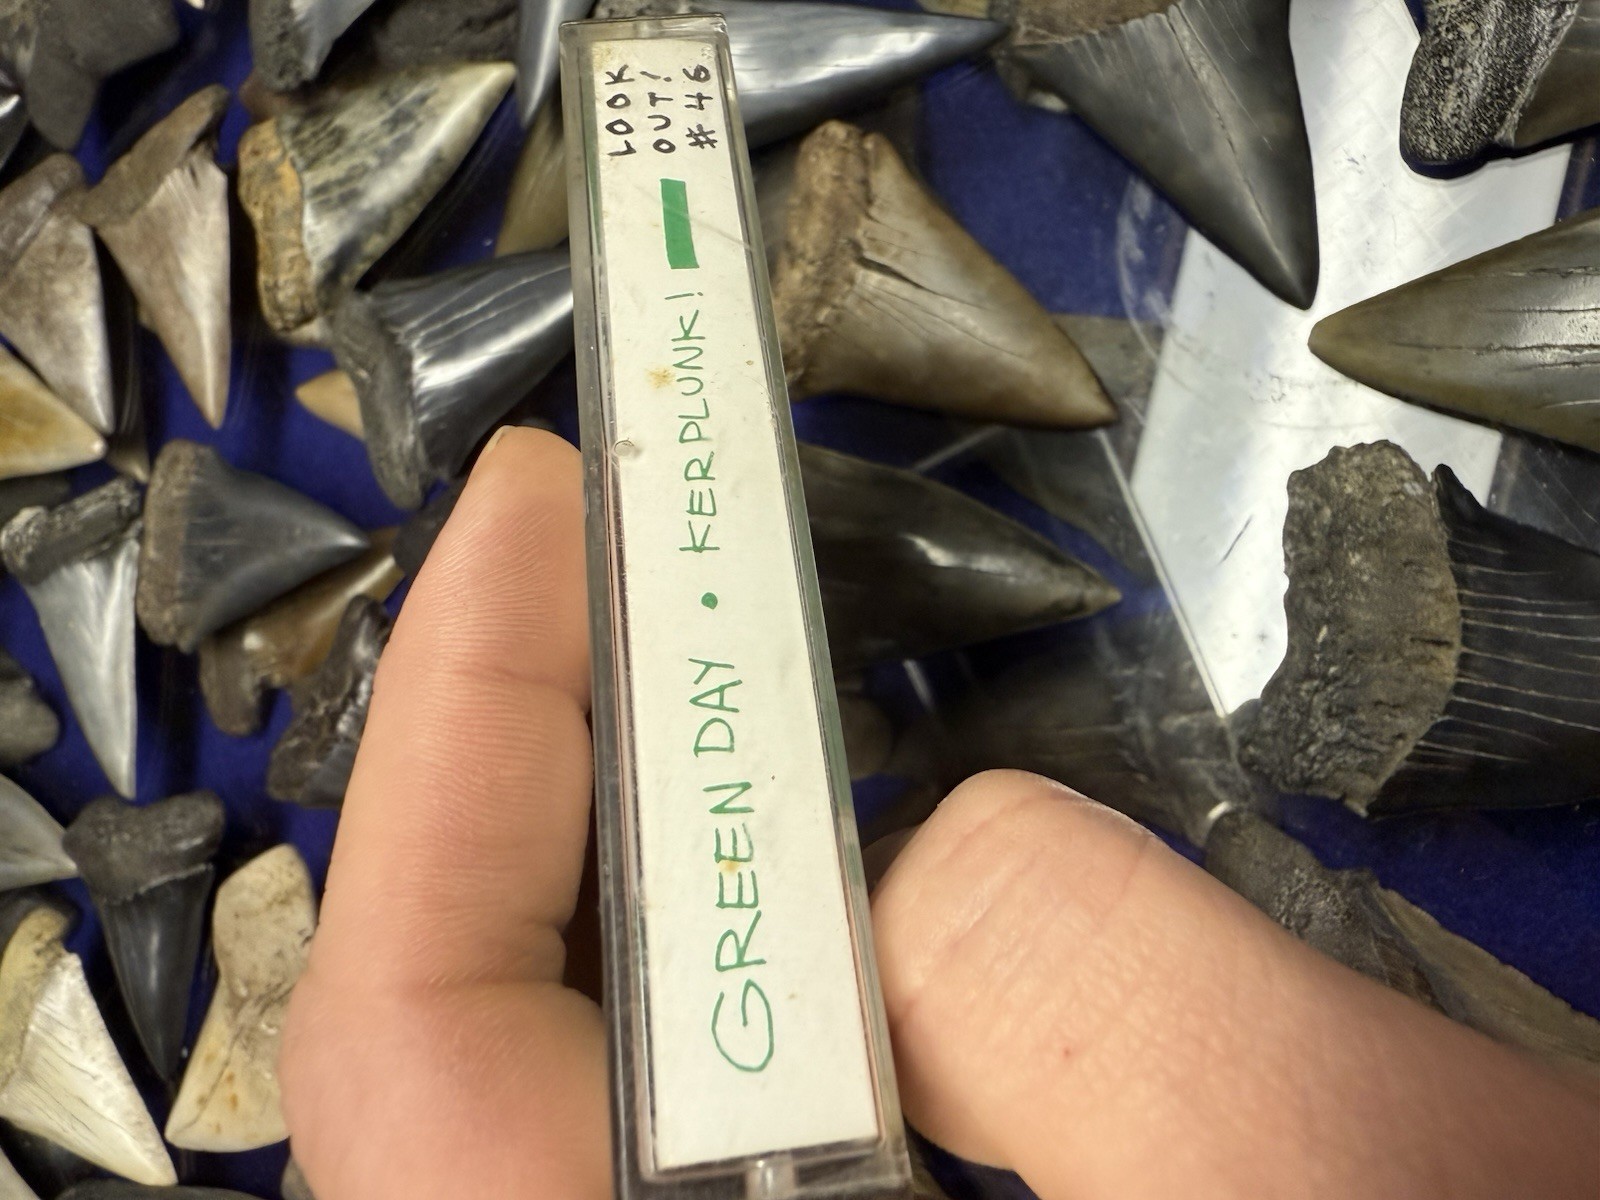 LOOK
OUT!
#46
GREEN DAY • KERPLUNK!